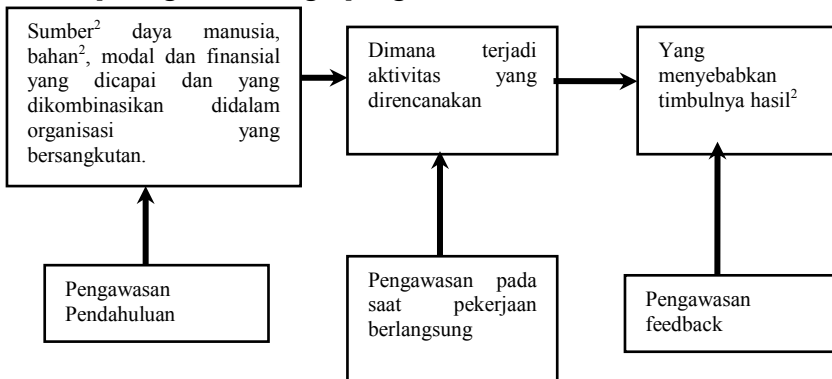 Sumber² daya manusia,
bahan², modal dan finansial
yang dicapai dan yang
dikombinasikan didalam
organisasi yang
bersangkutan.
Dimana terjadi
aktivitas yang
direncanakan
Yang
menyebabkan
timbulnya hasil²
Pengawasan
Pendahuluan
Pengawasan pada
saat pekerjaan
berlangsung
Pengawasan
feedback